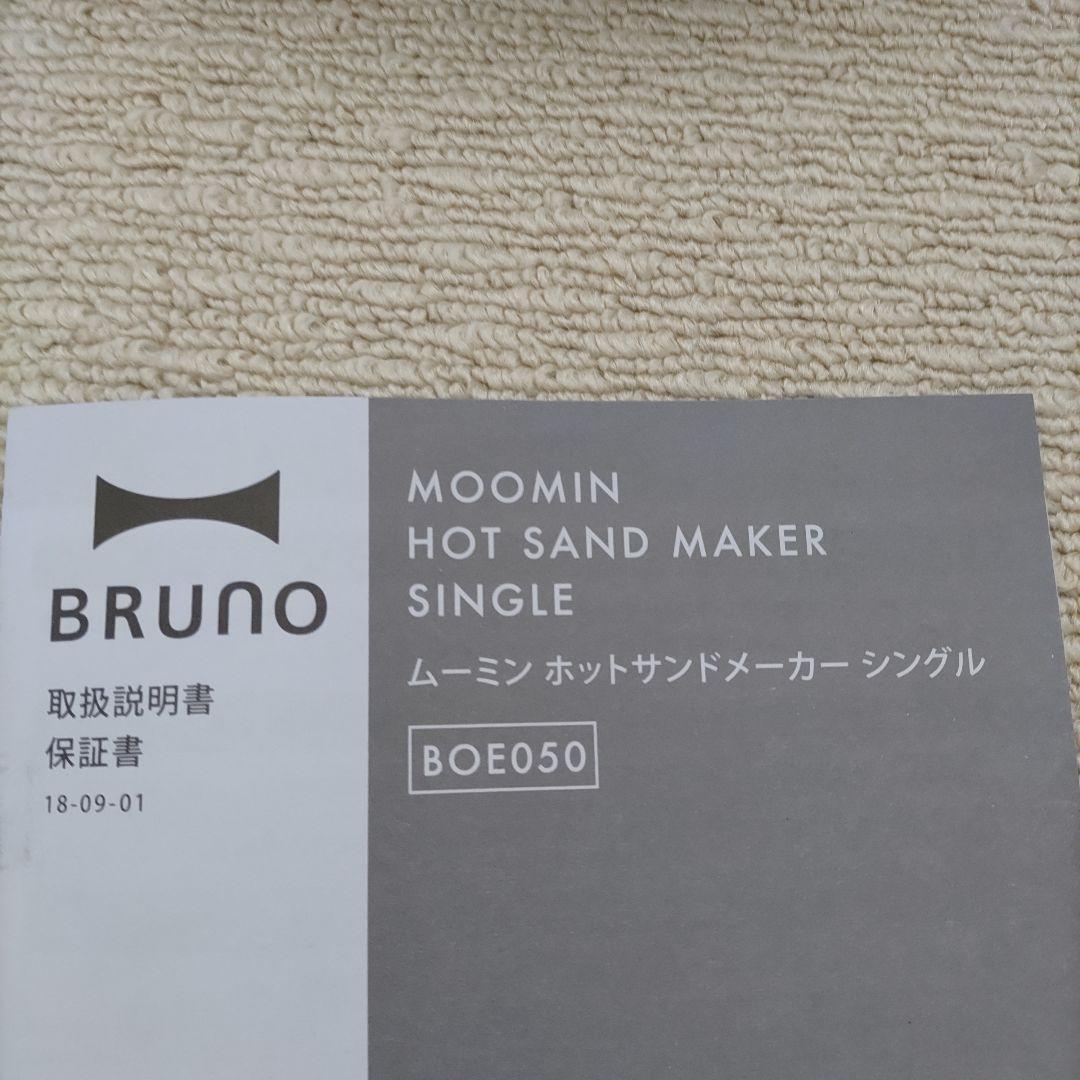 BRUNO
取扱説明書
保証書
18-09-01
MOOMIN
HOT SAND MAKER
SINGLE
ムーミン ホットサンドメーカー シングル
BOE050